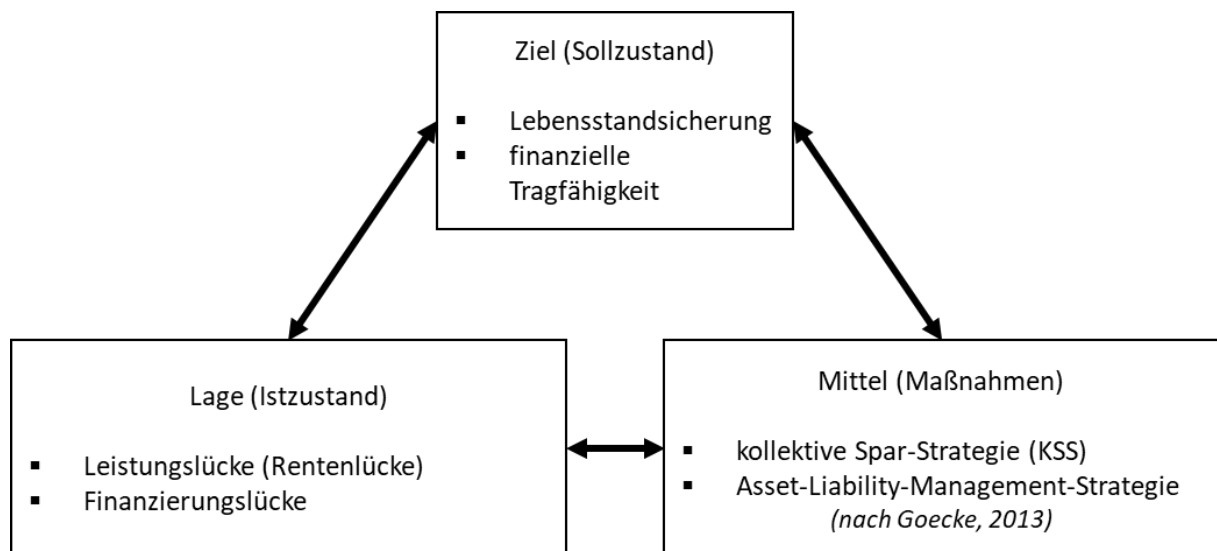 Ziel (Sollzustand)
▪ Lebensstandsicherung
▪ finanzielle
Tragfähigkeit
Lage (Istzustand)
▪ Leistungslücke (Rentenlücke)
▪ Finanzierungslücke
Mittel (Maßnahmen)
▪ kollektive Spar-Strategie (KSS)
▪ Asset-Liability-Management-Strategie
(nach Goecke, 2013)